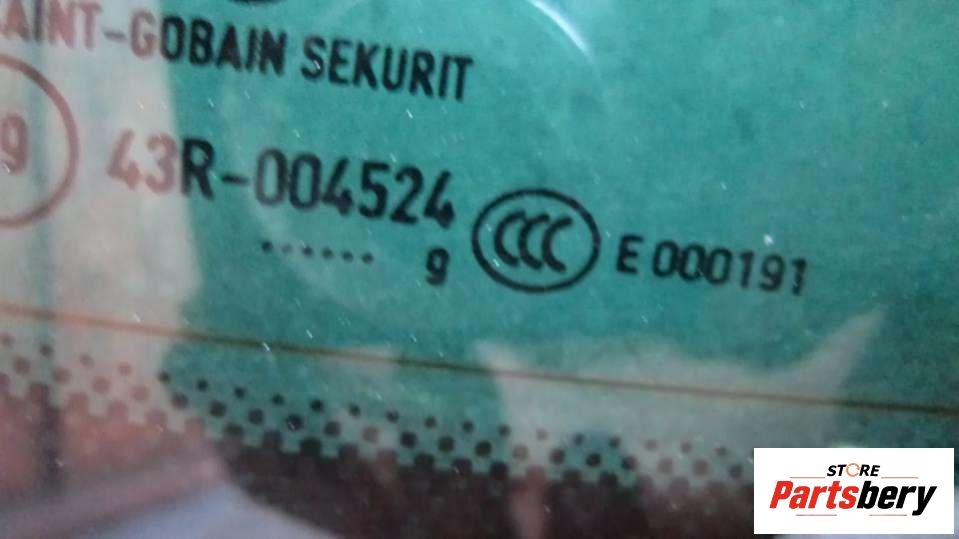 AINT-GOBAIN SEKURIT
9
43R-004524
CCC
E 000191
...... g
STORE
Partsbery